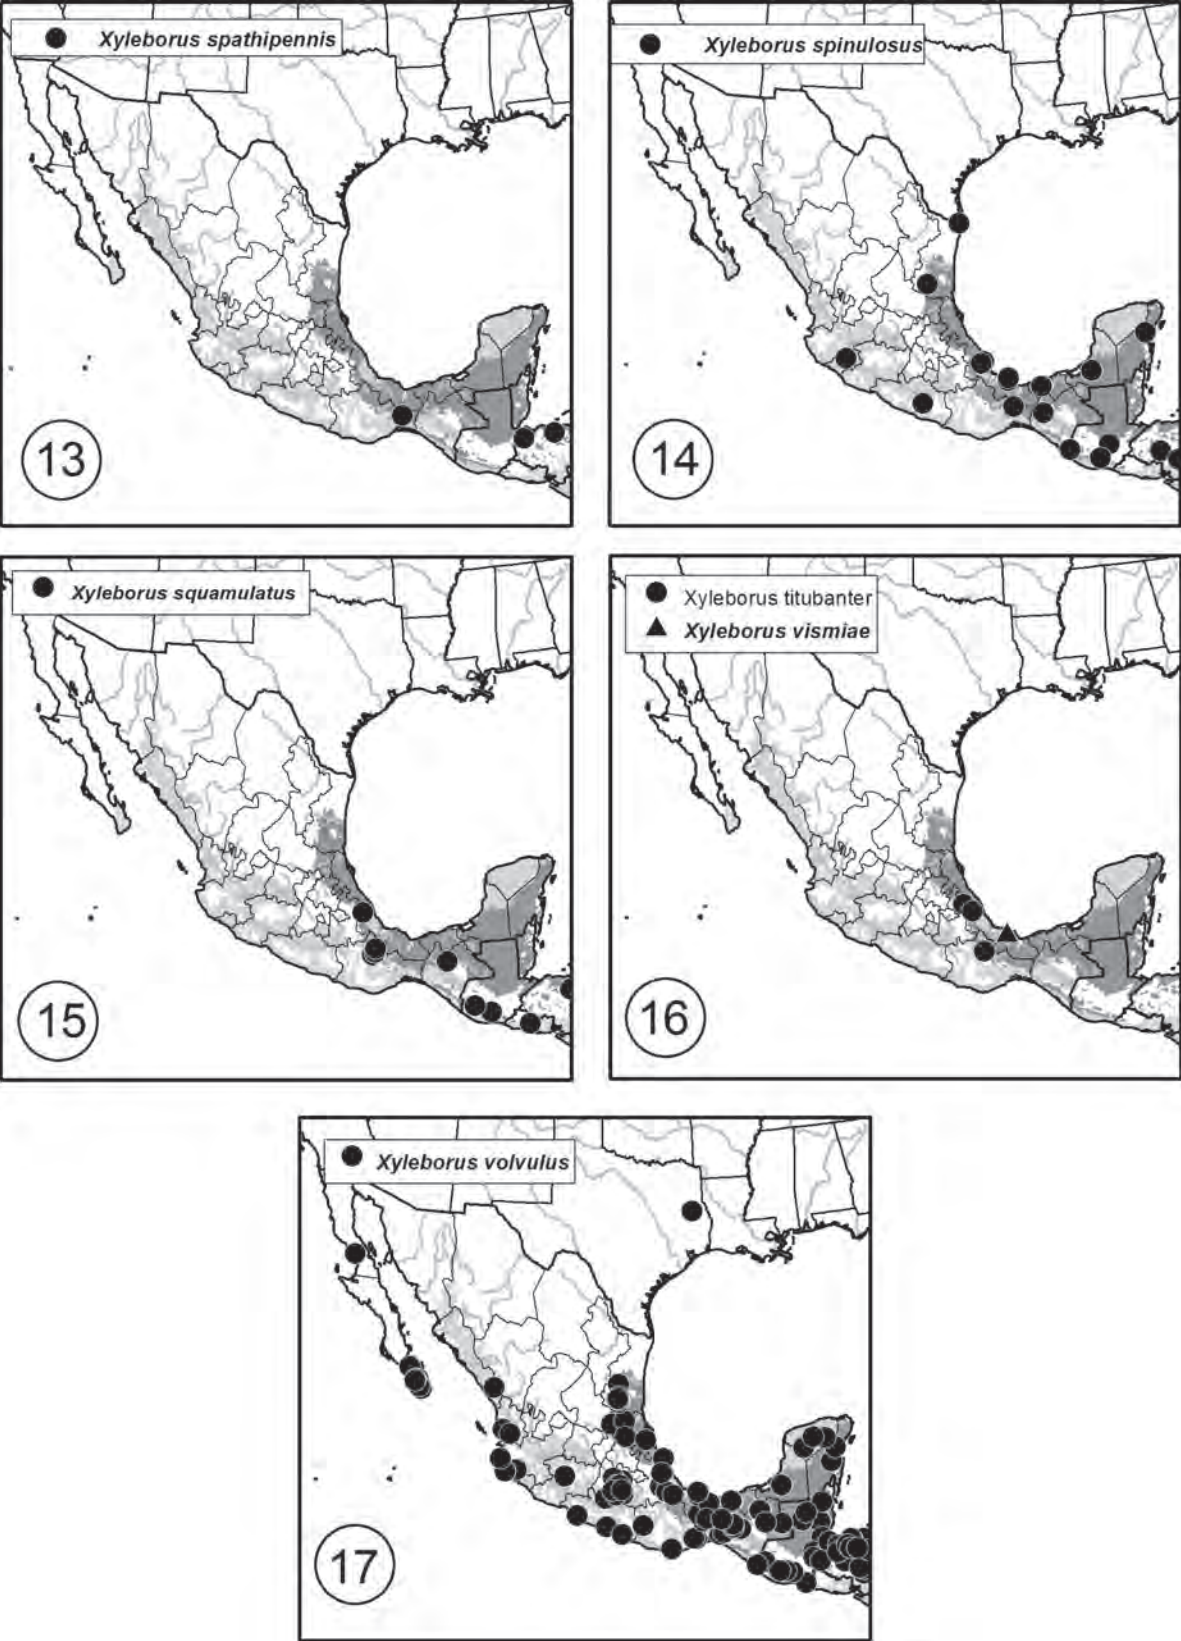 Xyleborus spathipennis
13
Xyleborus spinulosus
14
Xyleborus squamulatus
15
Xyleborus titubanter
Xyleborus vismiae
16
Xyleborus volvulus
17